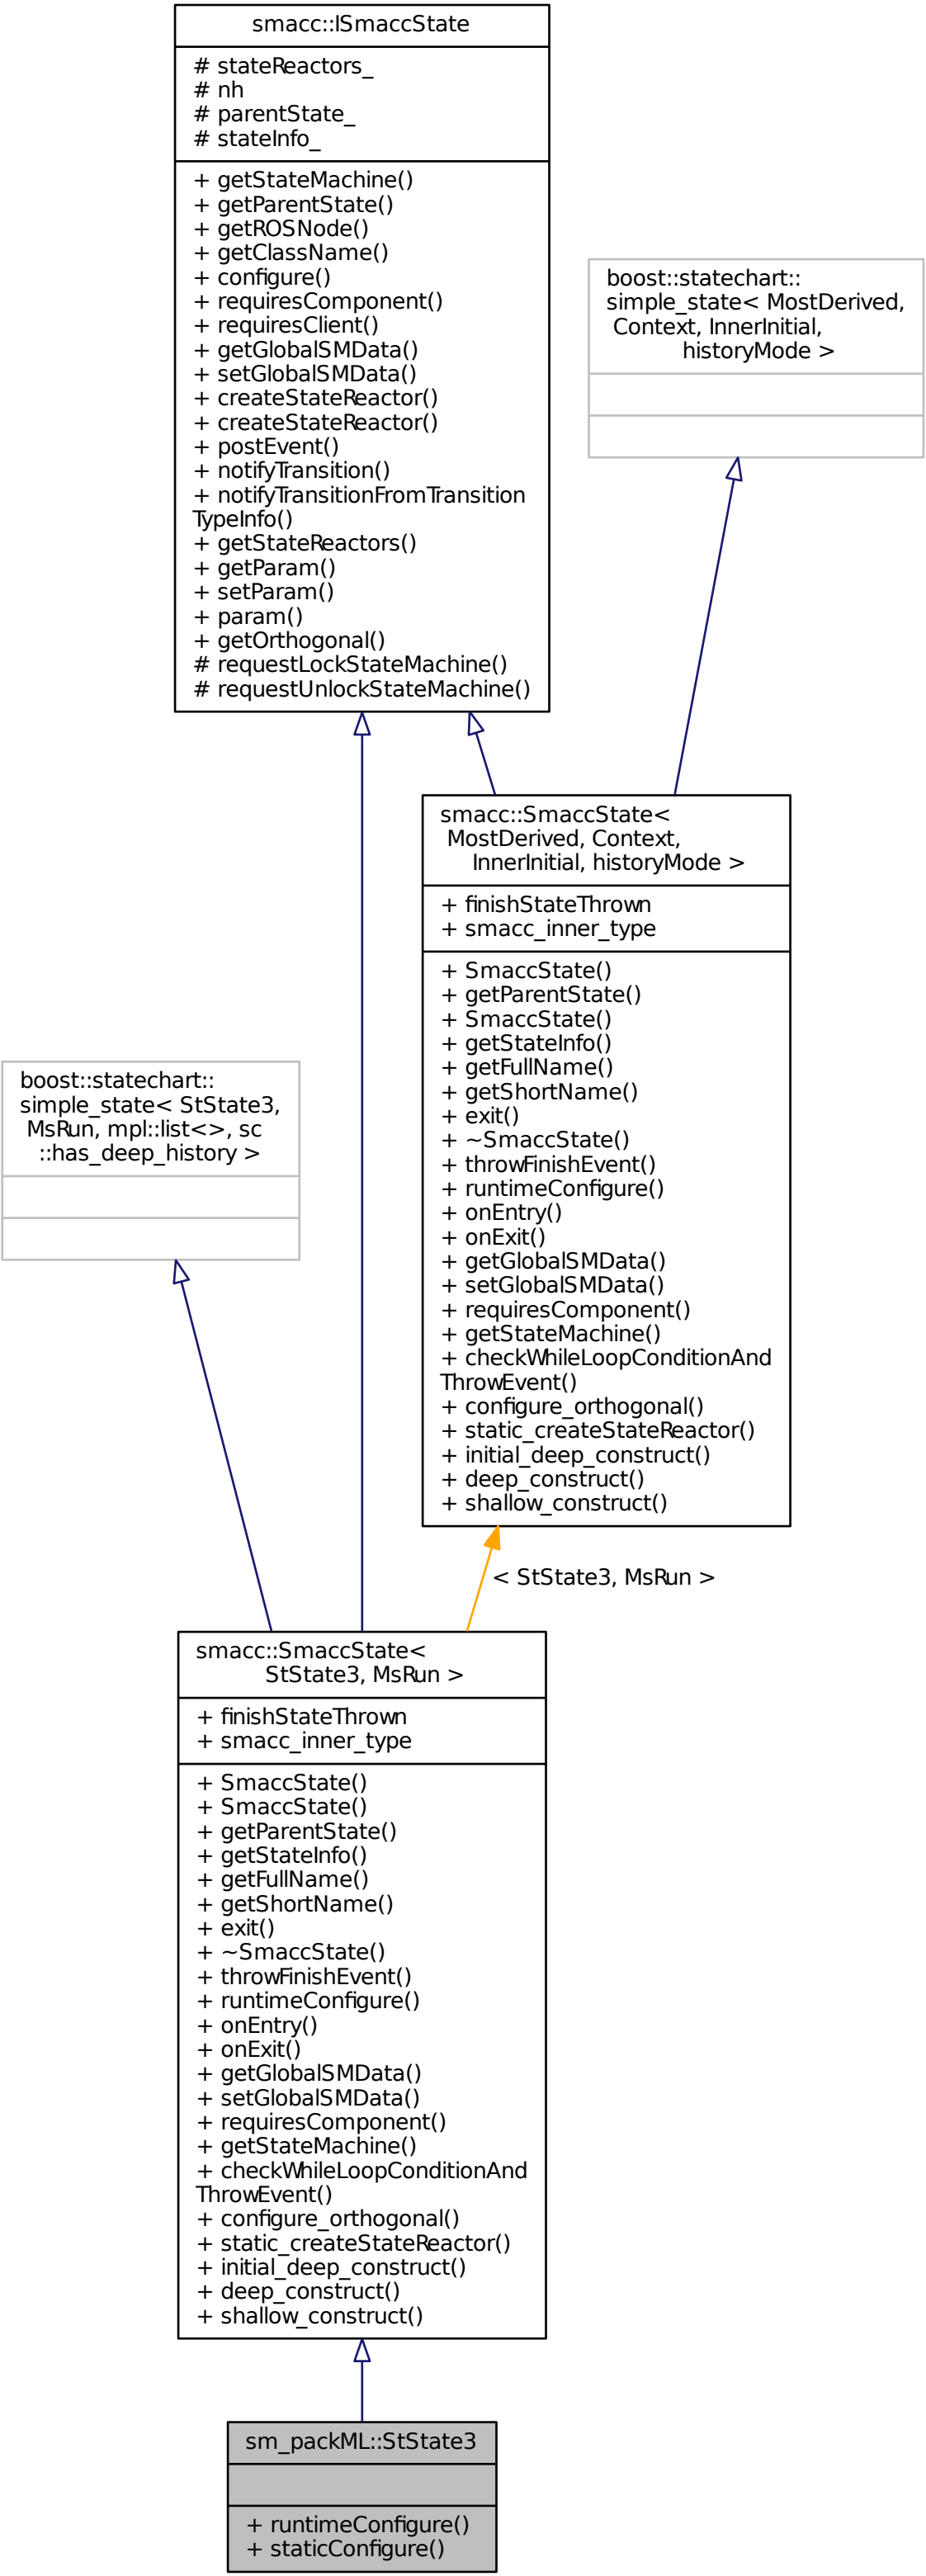 smacc::ISmaccState
# stateReactors_
# nh
# parentState_
# stateInfo_
+ getStateMachine()
+ getParentState()
+ getROSNode()
+ getClassName()
+ configure()
+ requiresComponent()
+ requiresClient()
+ getGlobalSMData()
+ setGlobalSMData()
+ createStateReactor()
+ createStateReactor()
+ postEvent()
+ notifyTransition()
+ notifyTransitionFromTransition
TypeInfo()
+ getStateReactors()
+ getParam()
+ setParam()
+ param()
+ getOrthogonal()
# requestLockStateMachine()
# requestUnlockStateMachine()
boost::statechart::
simple_state< MostDerived,
Context, InnerInitial,
historyMode >
smacc::SmaccState<
MostDerived, Context,
InnerInitial, historyMode >
+ finishStateThrown
+ smacc_inner_type
+ SmaccState()
+ getParentState()
+ SmaccState()
+ getStateInfo()
+ getFullName()
+ getShortName()
+ exit()
+ ~SmaccState()
+ throwFinishEvent()
+ runtimeConfigure()
+ onEntry()
+ onExit()
+ getGlobalSMData()
+ setGlobalSMData()
+ requiresComponent()
+ getStateMachine()
+ checkWhileLoopConditionAnd
ThrowEvent()
+ configure_orthogonal()
+ static_createStateReactor()
+ initial_deep_construct()
+ deep_construct()
+ shallow_construct()
boost::statechart::
simple_state< StState3,
MsRun, mpl::list<>, sc
::has_deep_history >
< StState3, MsRun >
smacc::SmaccState<
StState3, MsRun >
+ finishStateThrown
+ smacc_inner_type
+ SmaccState()
+ SmaccState()
+ getParentState()
+ getStateInfo()
+ getFullName()
+ getShortName()
+ exit()
+ ~SmaccState()
+ throwFinishEvent()
+ runtimeConfigure()
+ onEntry()
+ onExit()
+ getGlobalSMData()
+ setGlobalSMData()
+ requiresComponent()
+ getStateMachine()
+ checkWhileLoopConditionAnd
ThrowEvent()
+ configure_orthogonal()
+ static_createStateReactor()
+ initial_deep_construct()
+ deep_construct()
+ shallow_construct()
sm_packML::StState3
+ runtimeConfigure()
+ staticConfigure()